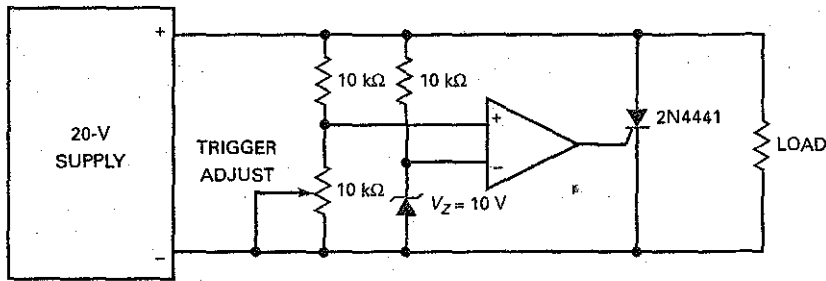 +
10 kΩ
10 kΩ
20-V
SUPPLY
TRIGGER
ADJUST
10 kΩ
+
−
2N4441
LOAD
V_Z = 10 V
−